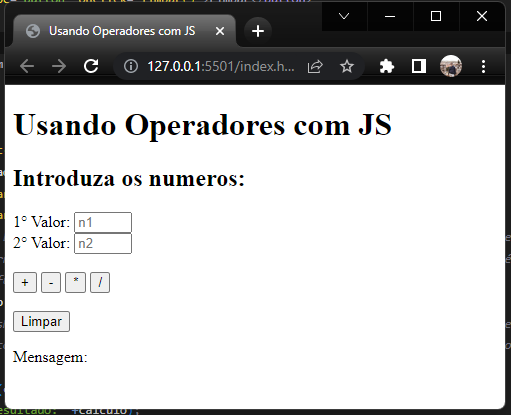 Usando Operadores com JS
127.0.0.1:5501/index.h...
Usando Operadores com JS
Introduza os numeros:
1° Valor: n1
2° Valor: n2
+ - * /
Limpar
Mensagem: